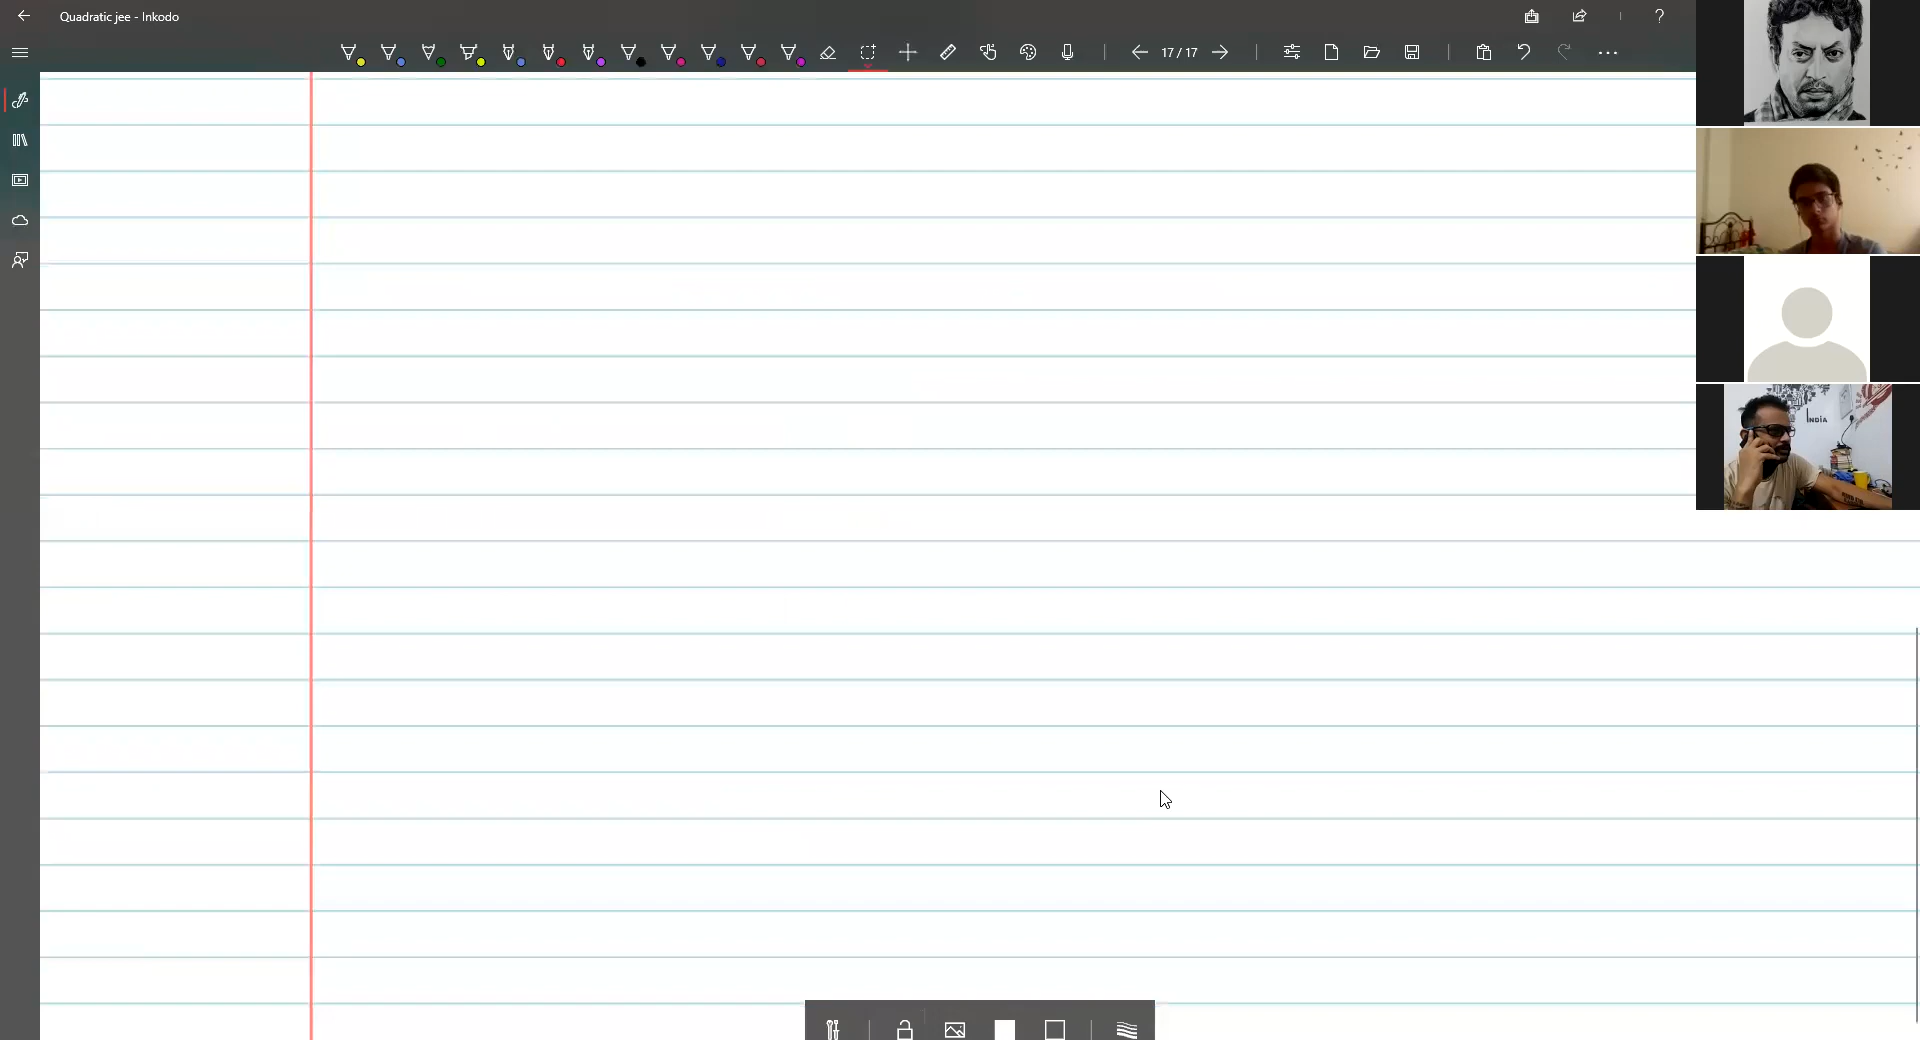 Quadratic jee - Inkodo
?
17 / 17
INDIA